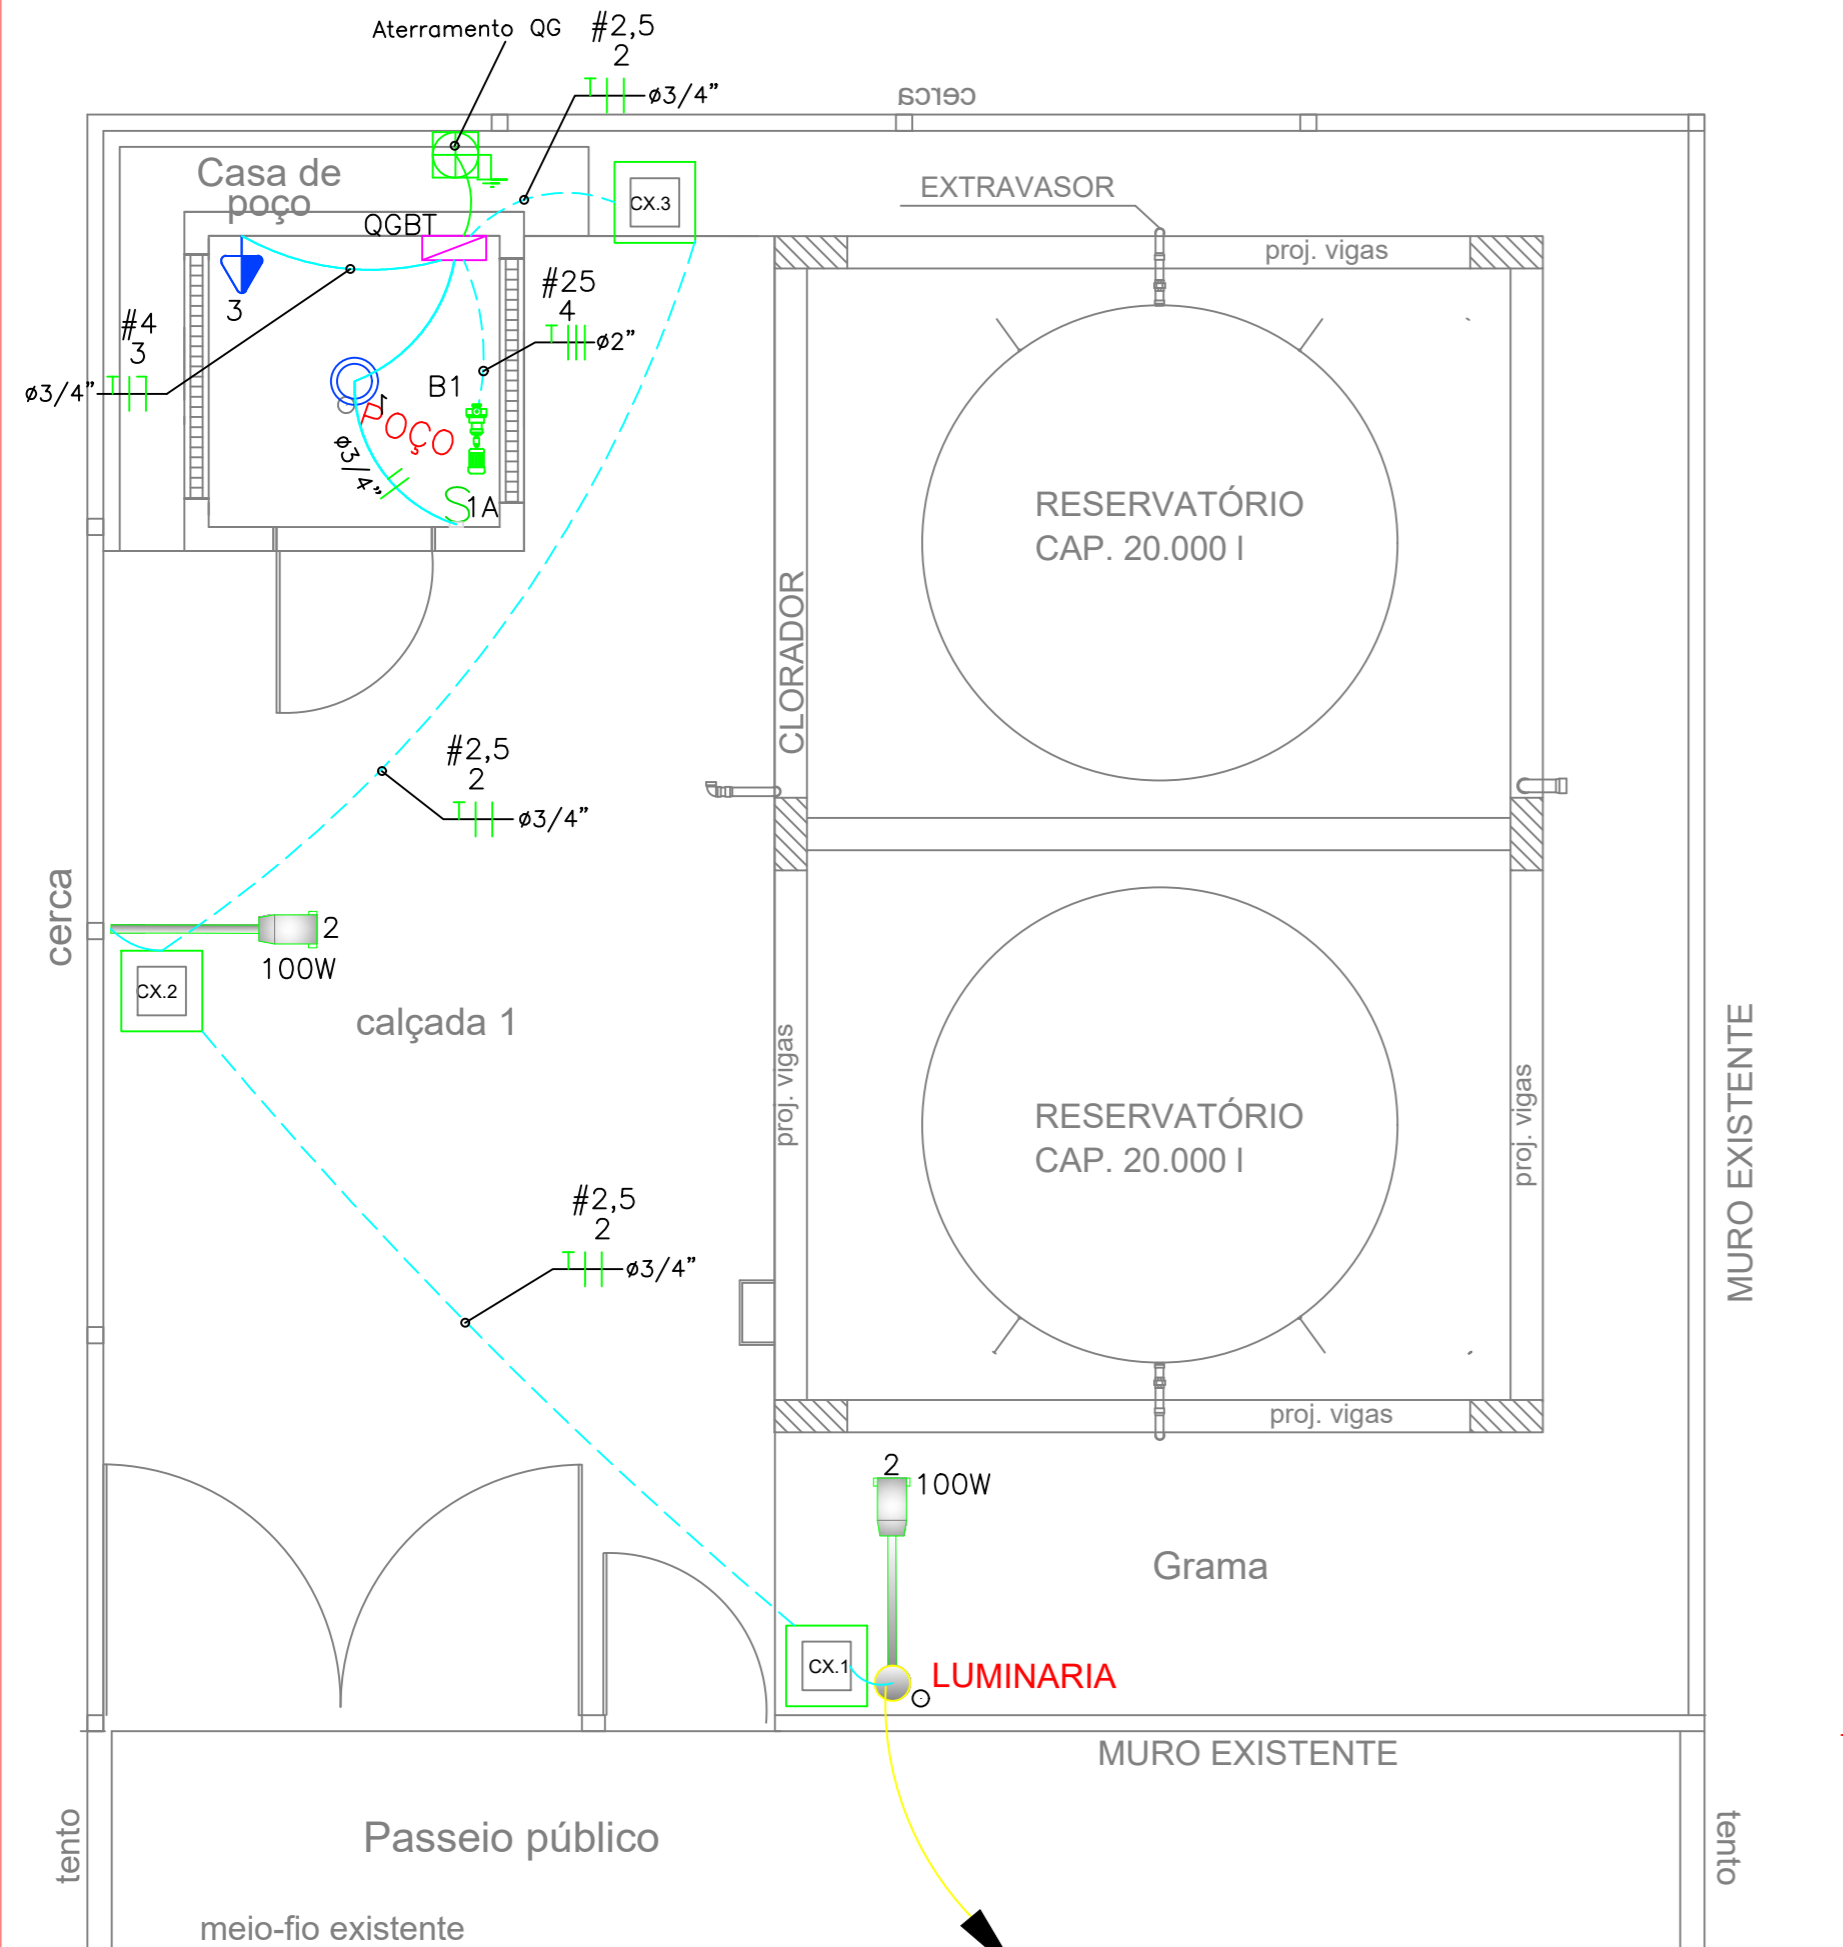 Aterramento QG
#2,5
2
ø3/4”
cerca
Casa de
poço
QGBT
CX.3
EXTRAVASOR
proj. vigas
3
#4
3
ø3/4”
#25
4
ø2”
B1
1
POÇO
ø3/4”
S1A
RESERVATÓRIO
CAP. 20.000 l
CLORADOR
#2,5
2
ø3/4”
cerca
2
100W
CX.2
calçada 1
proj. vigas
RESERVATÓRIO
CAP. 20.000 l
proj. vigas
MURO EXISTENTE
#2,5
2
ø3/4”
proj. vigas
2
100W
Grama
CX.1
LUMINARIA
MURO EXISTENTE
tento
Passeio público
tento
meio-fio existente